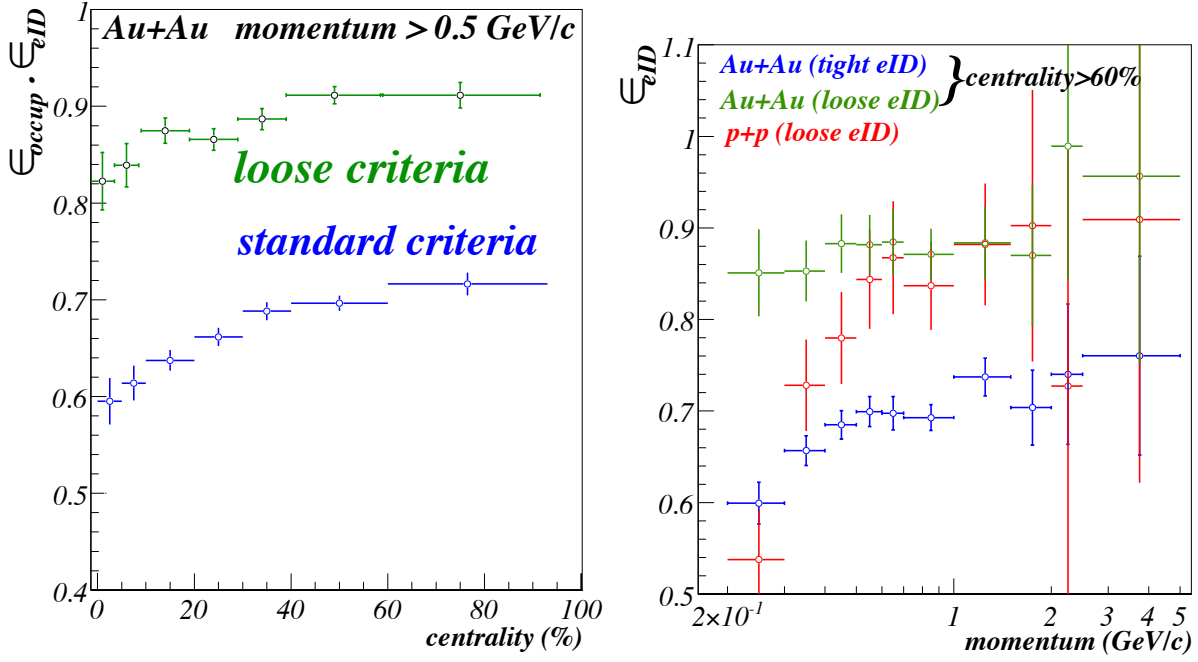 Au+Au momentum > 0.5 GeV/c
∈occup · ∈eID
1
0.9
0.8
0.7
0.6
0.5
0.4
loose criteria
standard criteria
0 20 40 60 80 100
centrality (%)
∈eID
1.1
1
0.9
0.8
0.7
0.6
0.5
Au+Au (tight eID)
Au+Au (loose eID)
} centrality>60%
p+p (loose eID)
2×10⁻¹ 1 2 3 4 5
momentum (GeV/c)